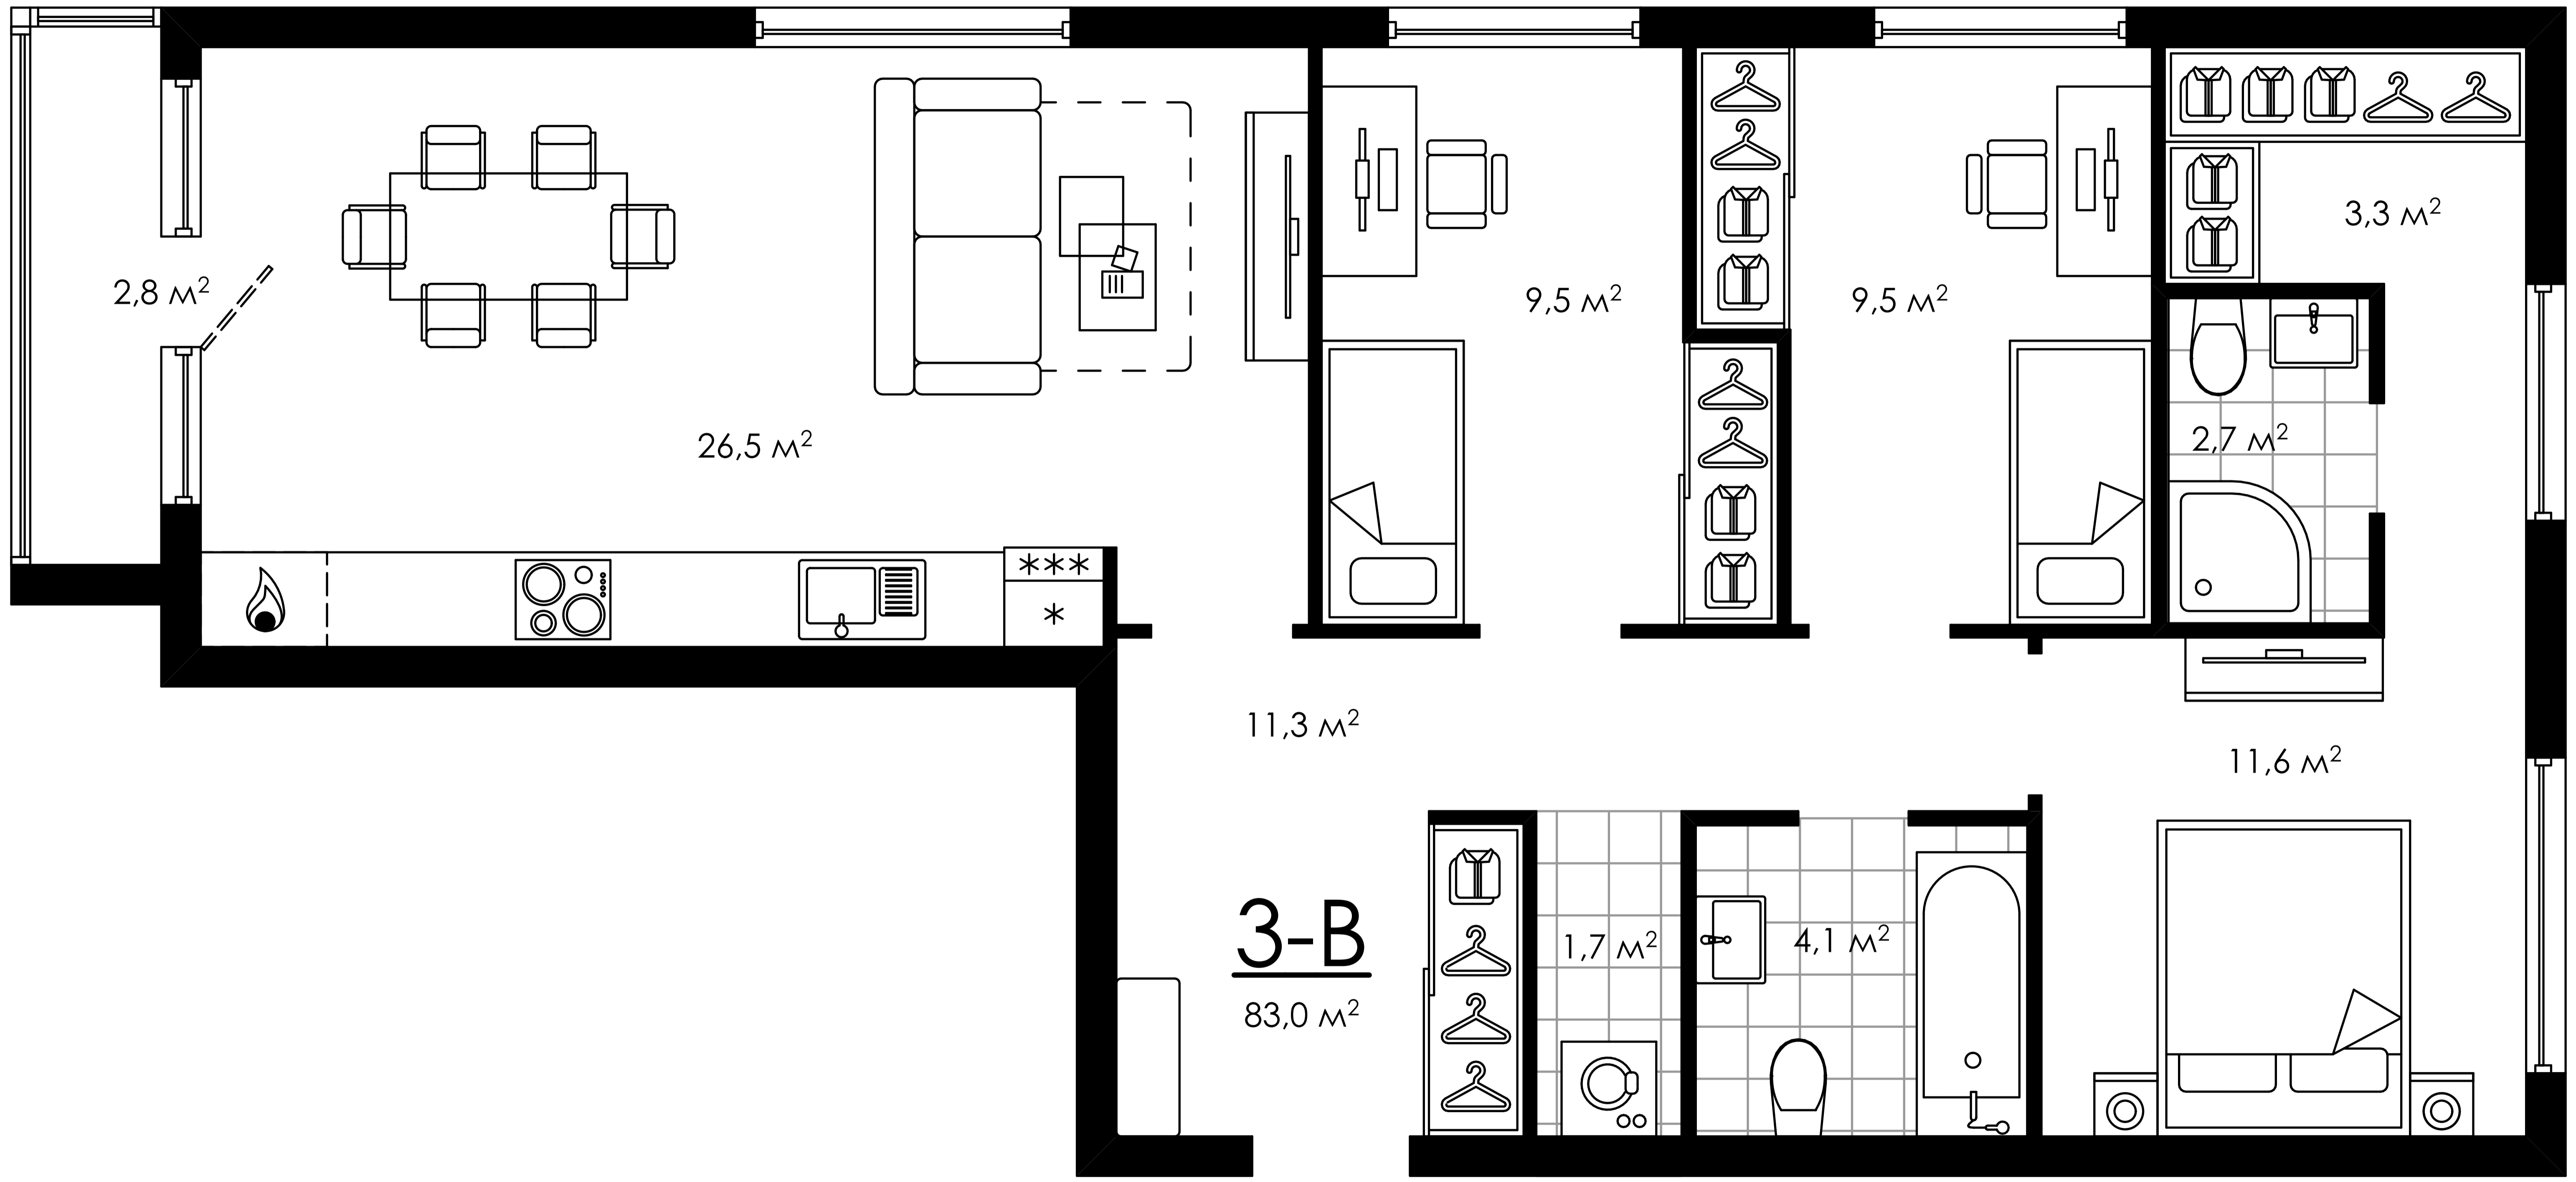 3,3 м²
2,8 м²
9,5 м²
9,5 м²
26,5 м²
2,7 м²
11,3 м²
11,6 м²
3-В
83,0 м²
1,7 м²
4,1 м²